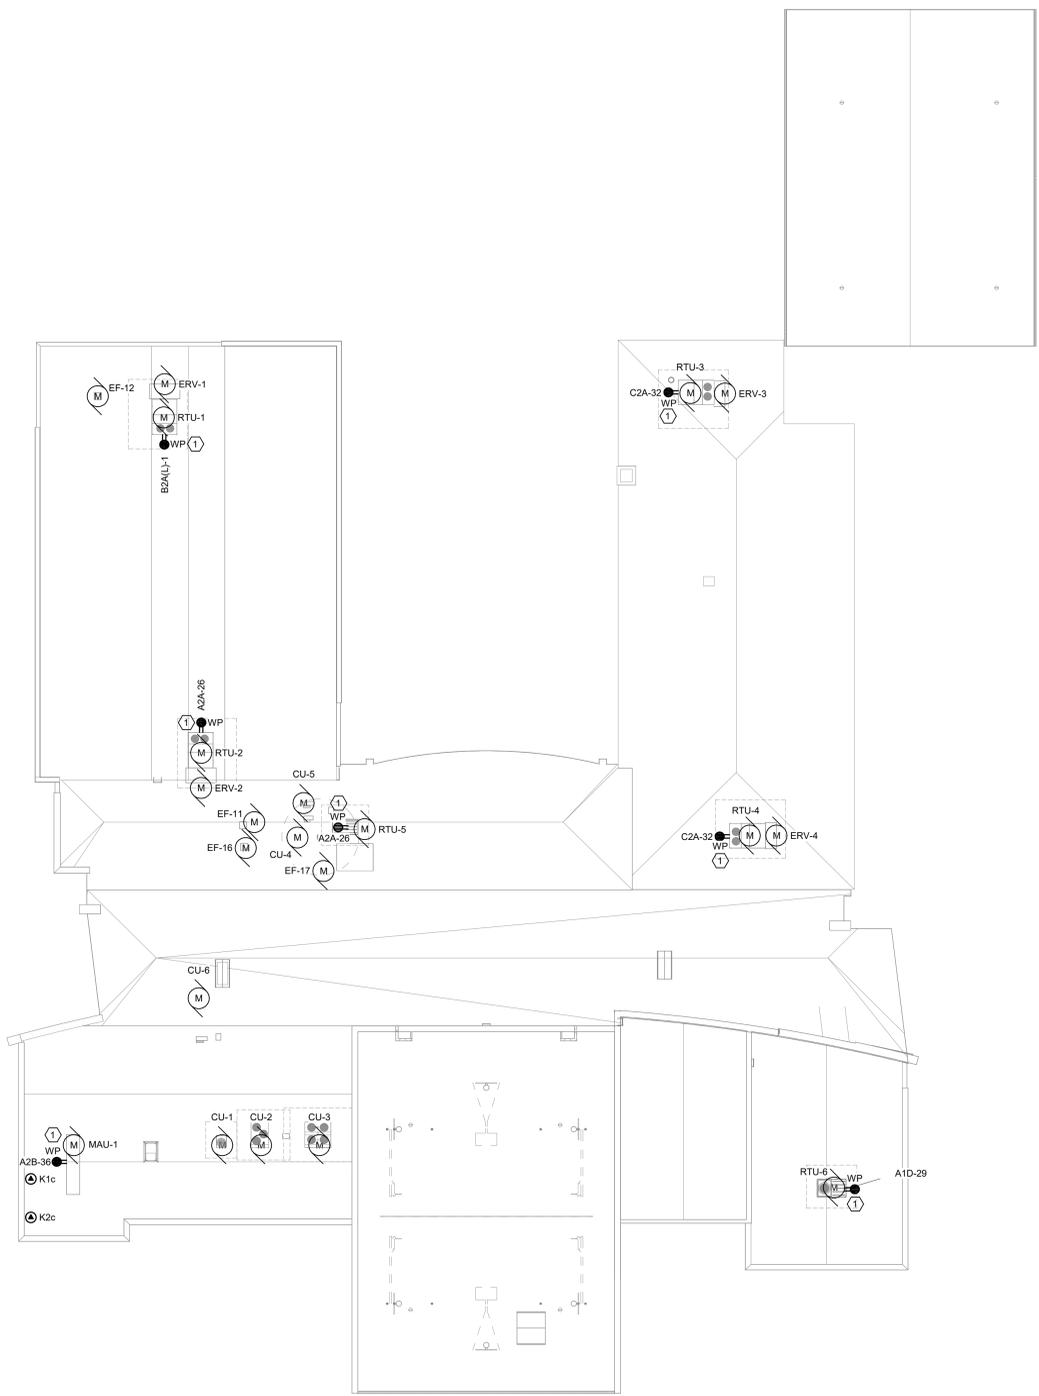 RTU-3
M
EF-12
M
ERV-1
C2A-32
M
M
ERV-3
M
WP
M
RTU-1
1
WP
1
B2A(L)-1
A2A-26
1
WP
M
RTU-2
CU-5
M
ERV-2
M
1
RTU-4
EF-11
M
WP
M
RTU-5
C2A-32
M
M
ERV-4
A2A-26
M
WP
EF-16
M
CU-4
1
EF-17
M
CU-6
M
CU-1
CU-2
CU-3
1
M
MAU-1
M
M
M
WP
A2B-36
RTU-6
WP
A1D-29
K1c
M
1
K2c